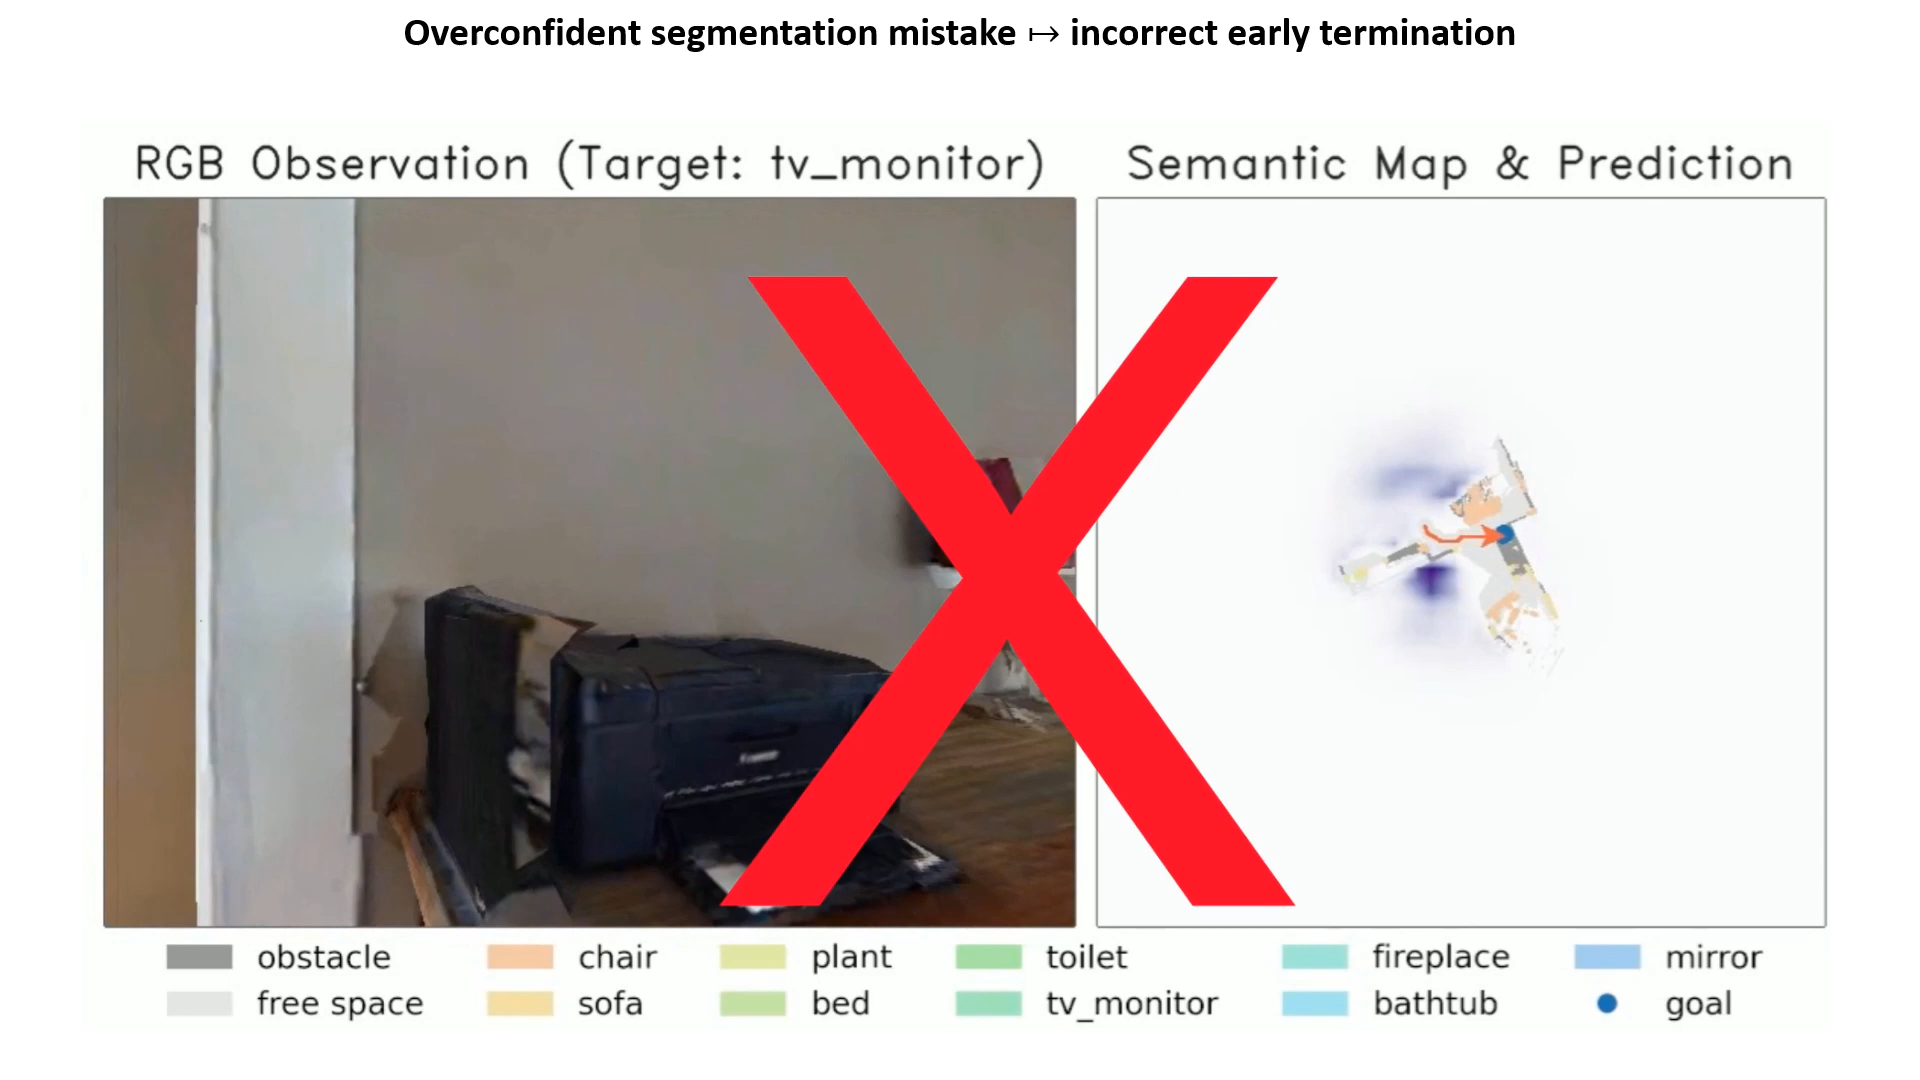 Overconfident segmentation mistake ↦ incorrect early termination
RGB Observation (Target: tv_monitor)
Semantic Map & Prediction
obstacle
chair
plant
toilet
fireplace
mirror
free space
sofa
bed
tv_monitor
bathtub
goal